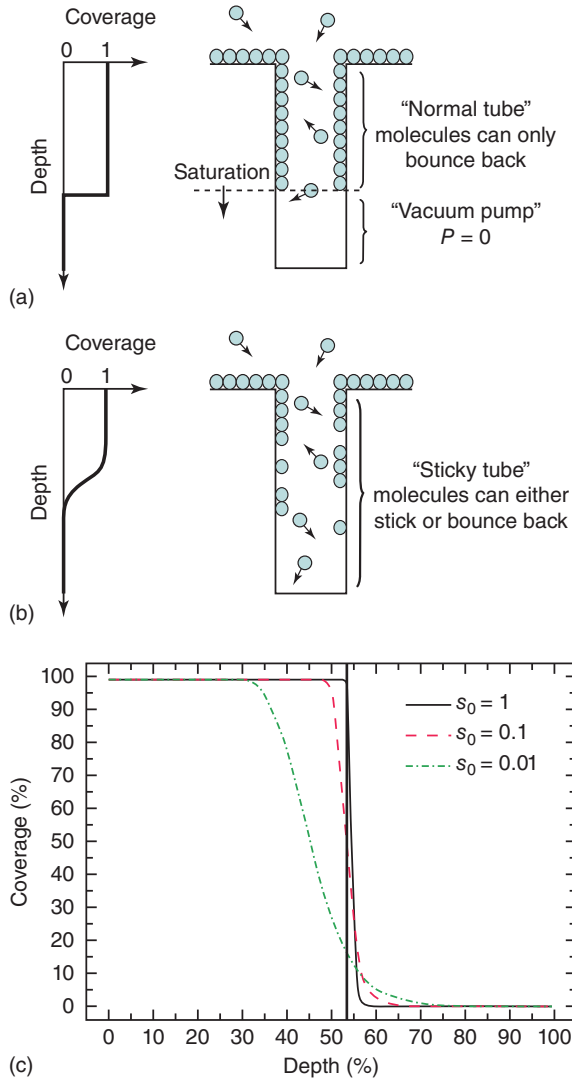 Coverage
0 1
Depth
Saturation
"Normal tube"
molecules can only
bounce back
"Vacuum pump"
P = 0
(a)
Coverage
0 1
Depth
"Sticky tube"
molecules can either
stick or bounce back
(b)
100
90
80
70
60
50
40
30
20
10
0
Coverage (%)
s₀ = 1
s₀ = 0.1
s₀ = 0.01
0 10 20 30 40 50 60 70 80 90 100
Depth (%)
(c)